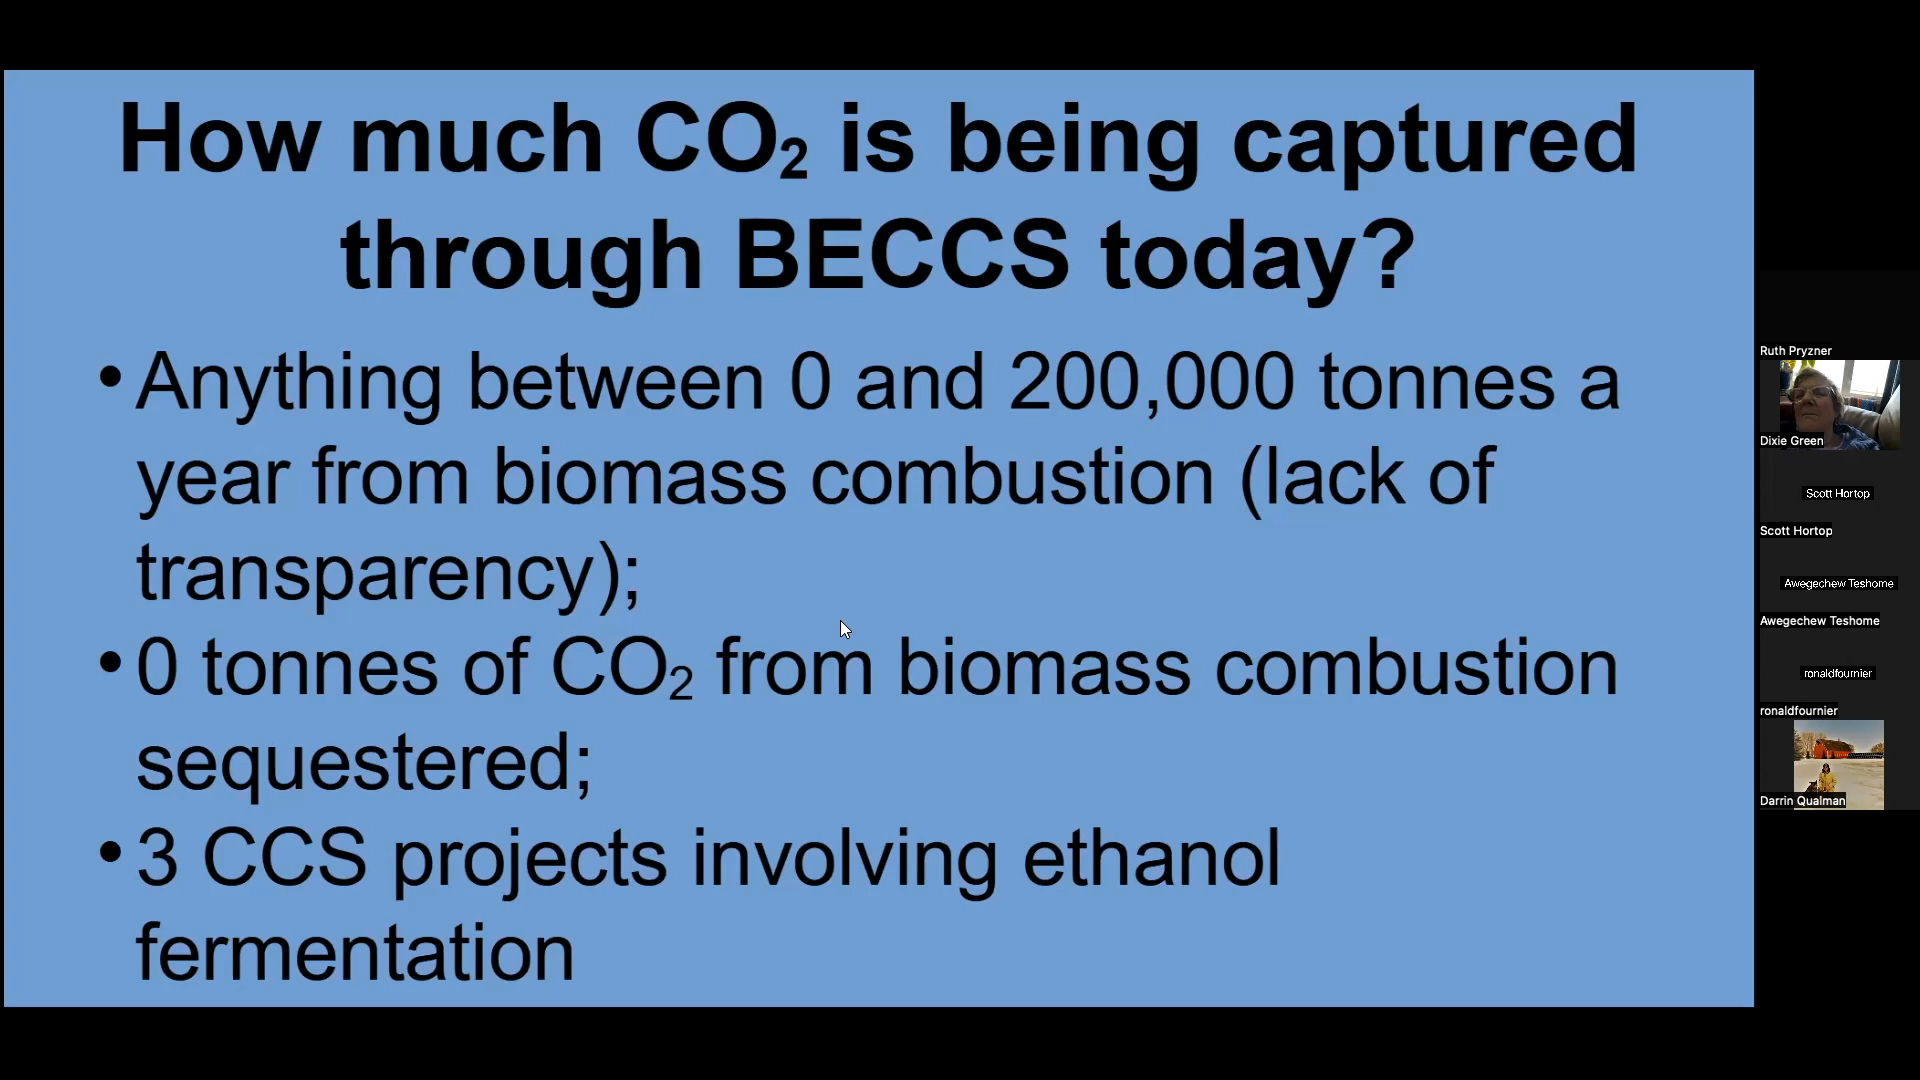 How much CO₂ is being captured
through BECCS today?
• Anything between 0 and 200,000 tonnes a
year from biomass combustion (lack of
transparency);
• 0 tonnes of CO₂ from biomass combustion
sequestered;
• 3 CCS projects involving ethanol
fermentation
Ruth Pryzner
Dixie Green
Scott Hortop
Scott Hortop
Awegechew Teshome
Awegechew Teshome
ronaldfournier
ronaldfournier
Darrin Qualman